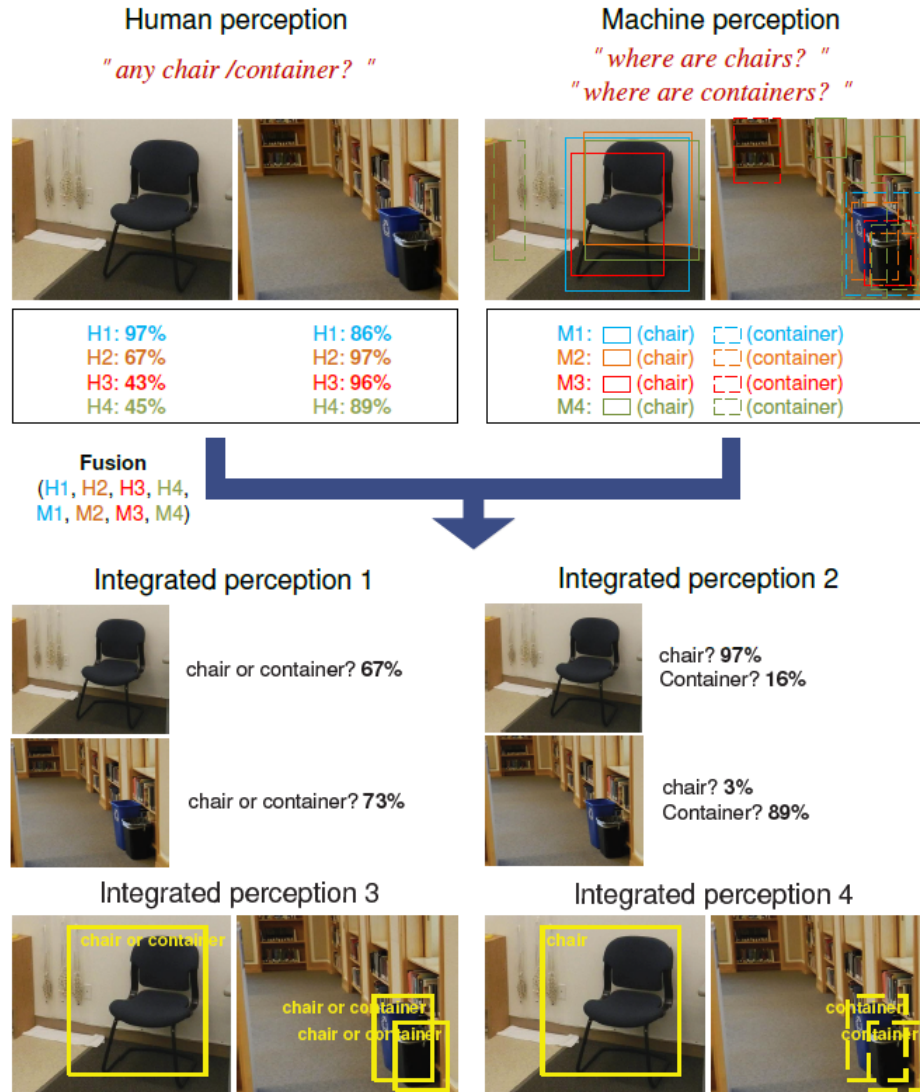 Human perception
Machine perception
" any chair /container? "
" where are chairs? "
" where are containers? "
H1: 97%
H2: 67%
H3: 43%
H4: 45%
H1: 86%
H2: 97%
H3: 96%
H4: 89%
M1: (chair) (container)
M2: (chair) (container)
M3: (chair) (container)
M4: (chair) (container)
Fusion
(H1, H2, H3, H4,
M1, M2, M3, M4)
Integrated perception 1
Integrated perception 2
chair or container? 67%
chair? 97%
Container? 16%
chair or container? 73%
chair? 3%
Container? 89%
Integrated perception 3
Integrated perception 4
chair or container
chair or container
chair or container
chair
container
container